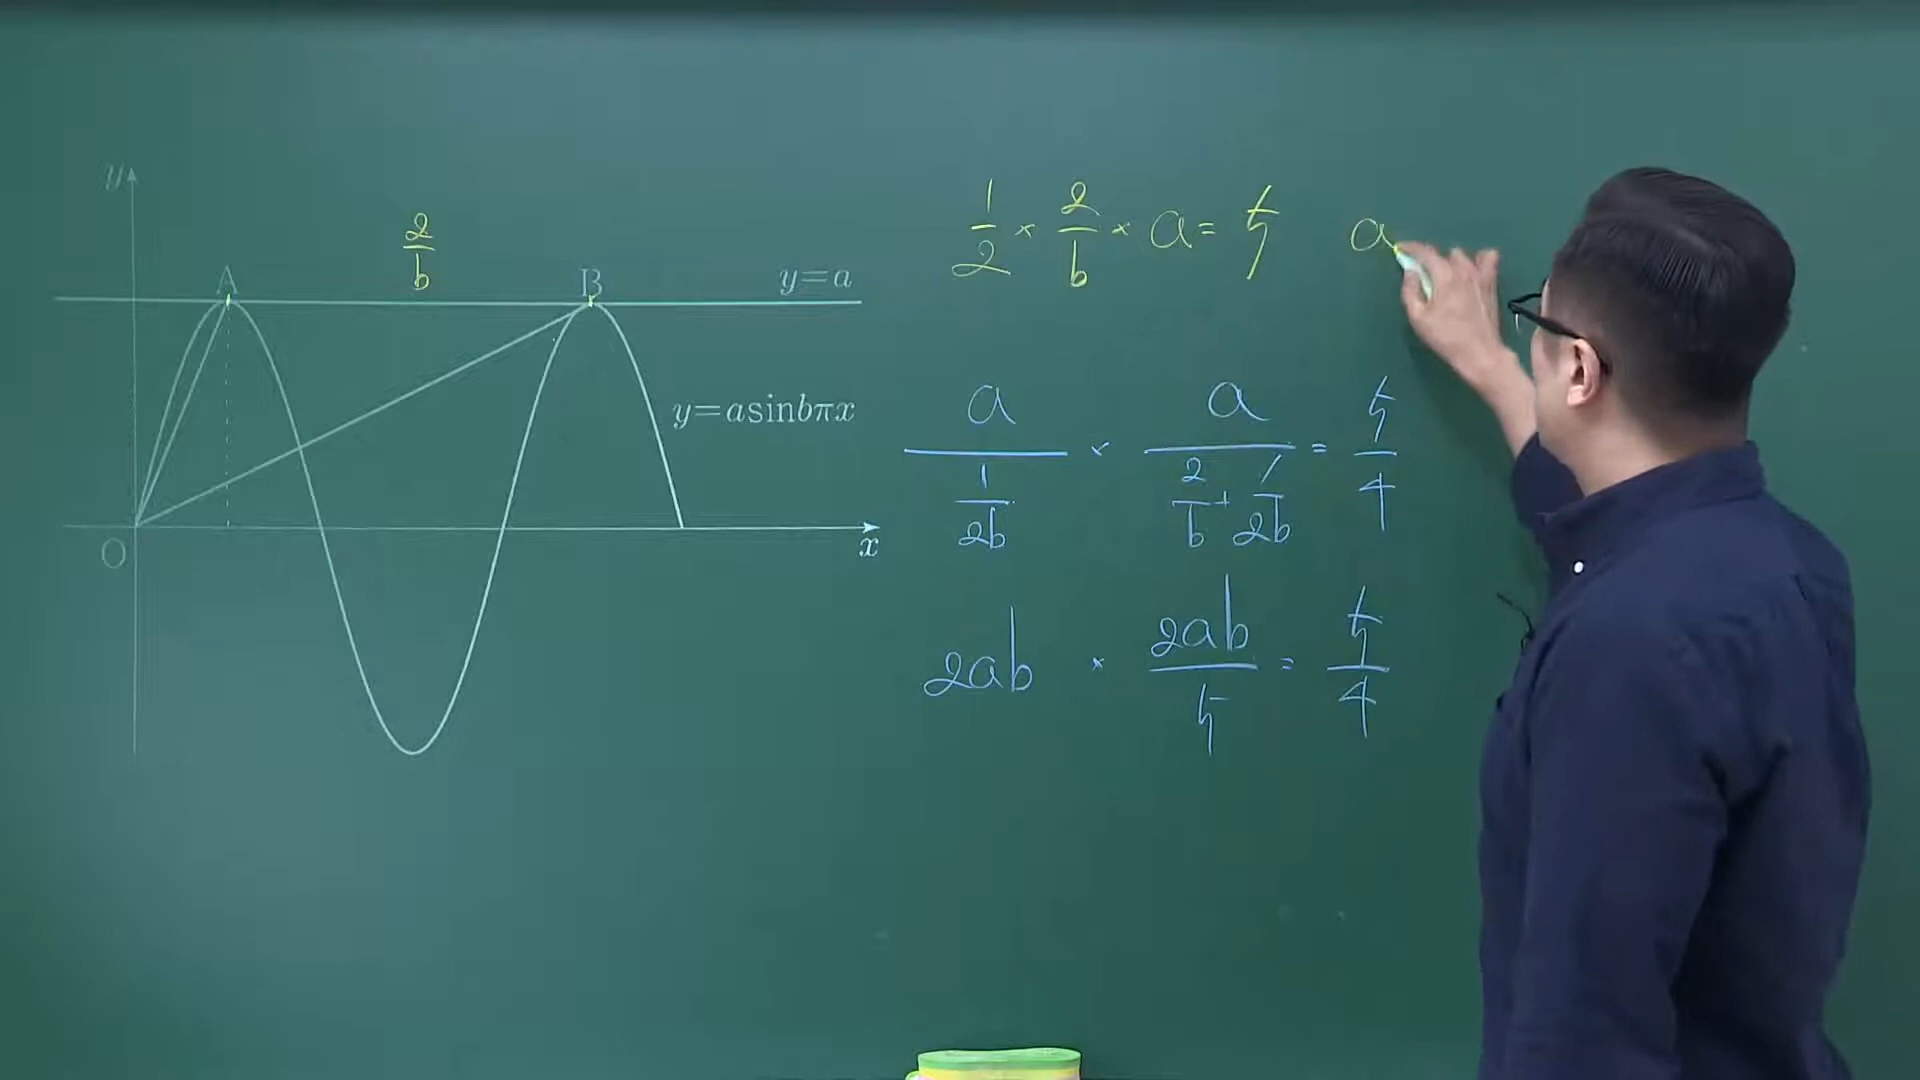 y
2/b
A
B
y=a
y=asinbπx
O
x
1/2 × 2/b × a = 5
a
a/(1/2b) × a/(2/b + 1/2b) = 5/4
2ab × 2ab/5 = 5/4